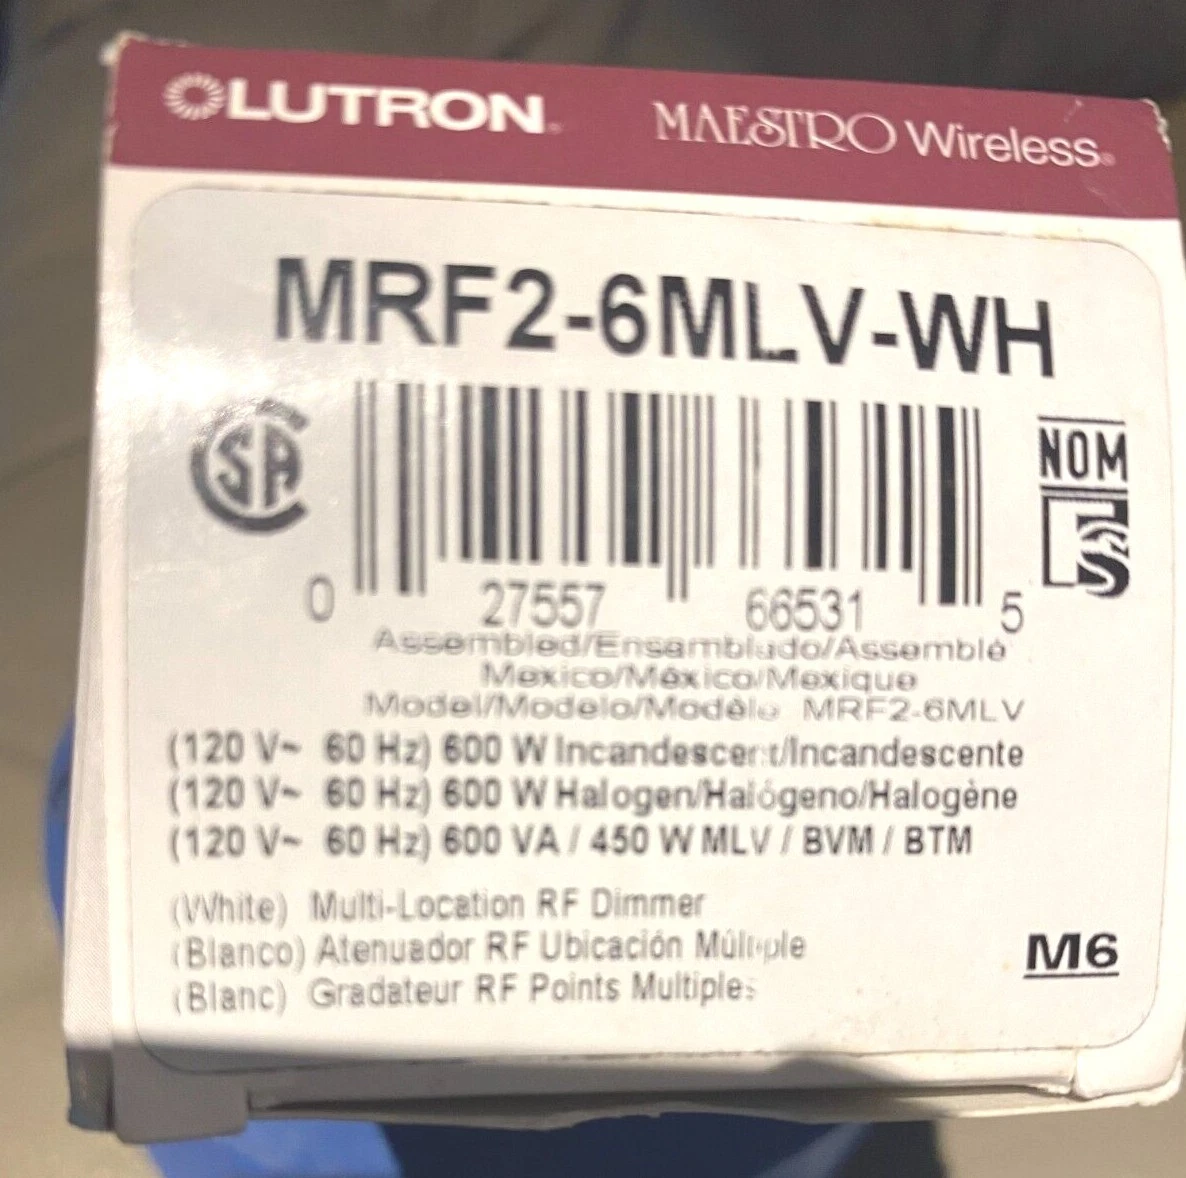 LUTRON MAESTRO Wireless®
MRF2-6MLV-WH
SA
NOM
0 27557 66531 5
Assembled/Ensamblado/Assemblé
Mexico/México/Mexique
Model/Modelo/Modèle MRF2-6MLV
(120 V~ 60 Hz) 600 W Incandescent/Incandescente
(120 V~ 60 Hz) 600 W Halogen/Halógeno/Halogène
(120 V~ 60 Hz) 600 VA / 450 W MLV / BVM / BTM
(White) Multi-Location RF Dimmer
(Blanco) Atenuador RF Ubicación Múltiple
(Blanc) Gradateur RF Points Multiples
M6